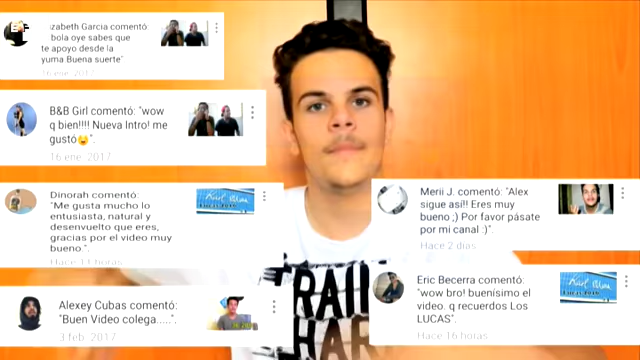 izabeth Garcia comentó:
bola oye sabes que
te apoyo desde la
yuma Buena suerte"
16 ene. 2017
B&B Girl comentó: "wow
q bien!!!! Nueva Intro! me
gustó😉".
16 ene. 2017
Dinorah comentó:
"Me gusta mucho lo
entusiasta, natural y
desenvuelto que eres,
gracias por el video muy
bueno.".
Hace 11 horas
Alexey Cubas comentó:
"Buen Video colega.....".
3 feb. 2017
Merii J. comentó: "Alex
sigue así!! Eres muy
bueno ;) Por favor pásate
por mi canal :)".
Hace 2 días
Eric Becerra comentó:
"wow bro! buenísimo el
video. q recuerdos Los
LUCAS".
Hace 16 horas